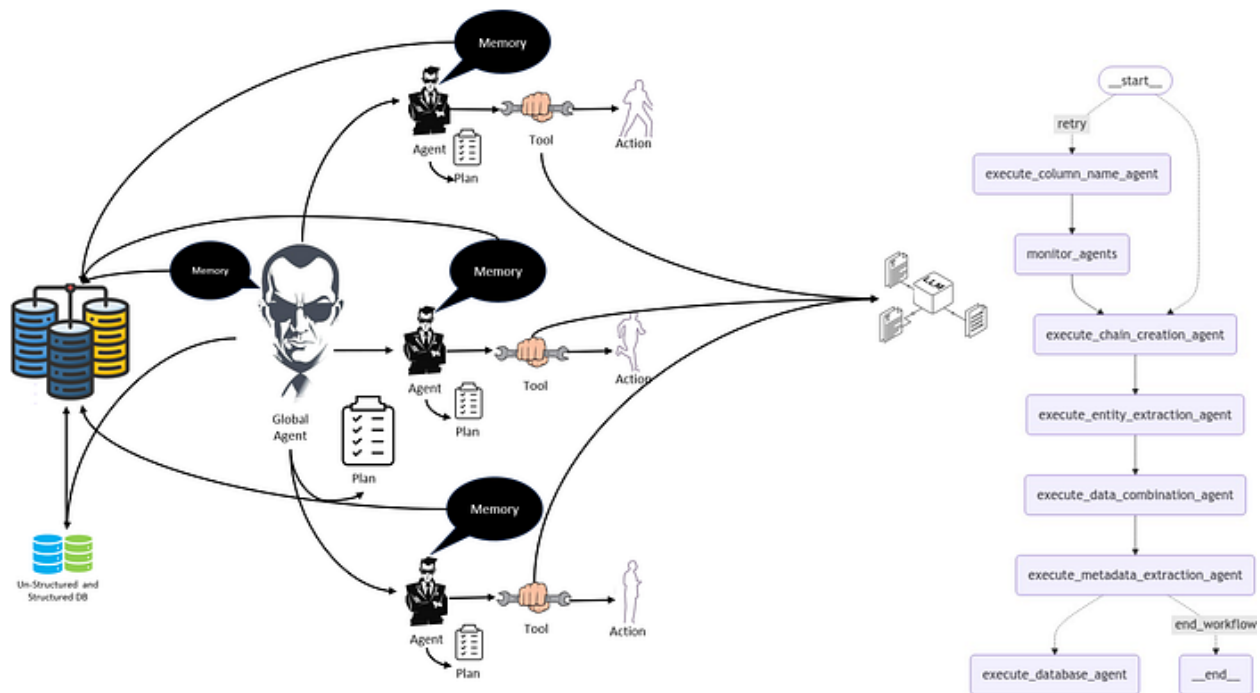 Memory
Agent
Plan
Tool
Action
Memory
Global
Agent
Plan
Memory
Agent
Plan
Tool
Action
Memory
Agent
Plan
Tool
Action
Un-Structured and
Structured DB
LLM
__start__
retry
execute_column_name_agent
monitor_agents
execute_chain_creation_agent
execute_entity_extraction_agent
execute_data_combination_agent
execute_metadata_extraction_agent
end_workflow
execute_database_agent
__end__